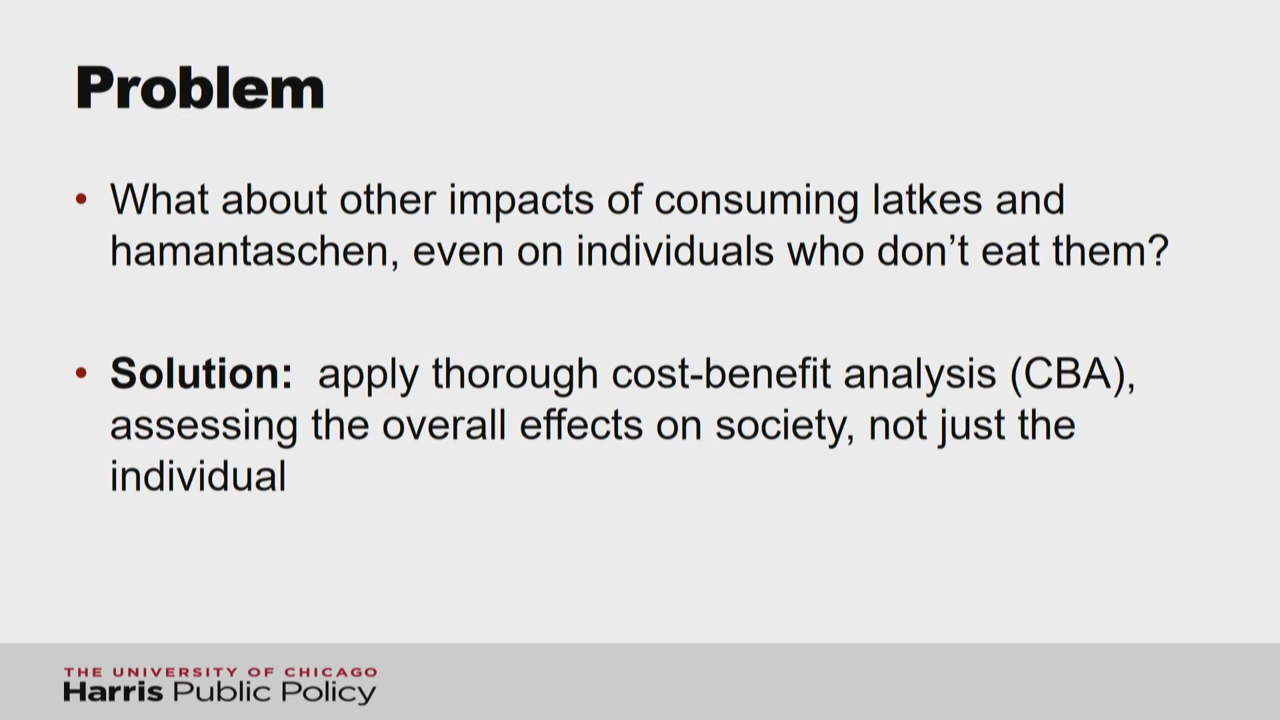 Problem
• What about other impacts of consuming latkes and
hamantaschen, even on individuals who don’t eat them?
• Solution: apply thorough cost-benefit analysis (CBA),
assessing the overall effects on society, not just the
individual
THE UNIVERSITY OF CHICAGO
Harris Public Policy